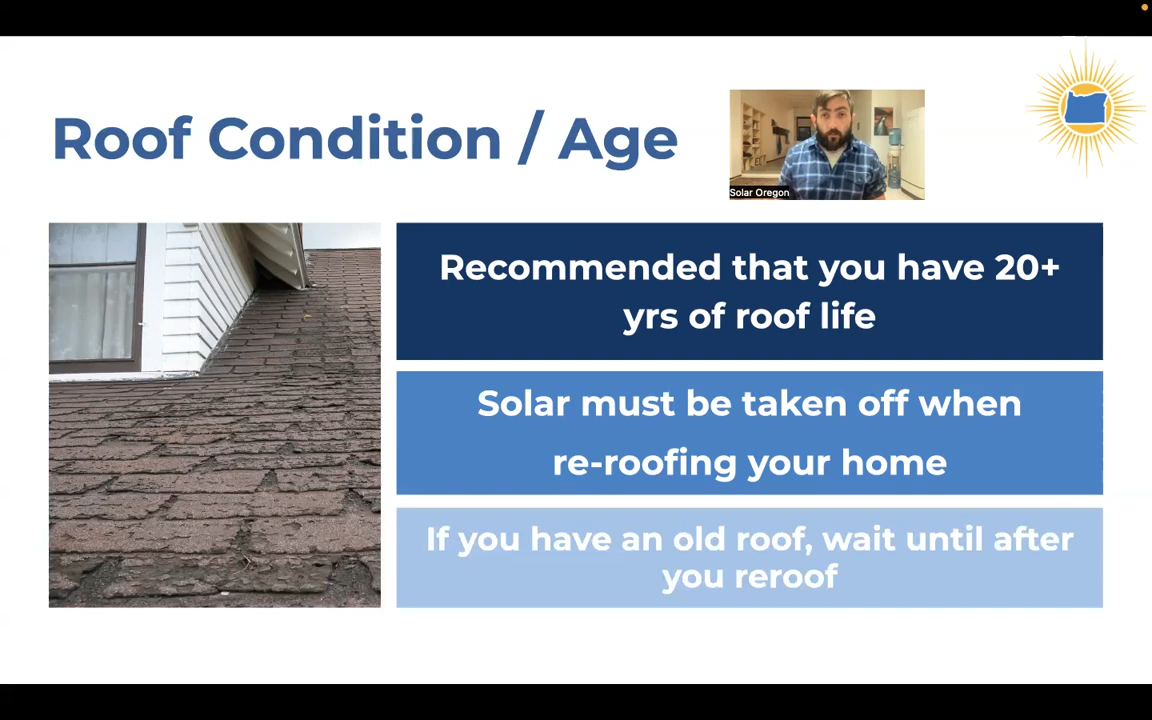 Roof Condition / Age
Solar Oregon
Recommended that you have 20+
yrs of roof life
Solar must be taken off when
re-roofing your home
If you have an old roof, wait until after
you reroof